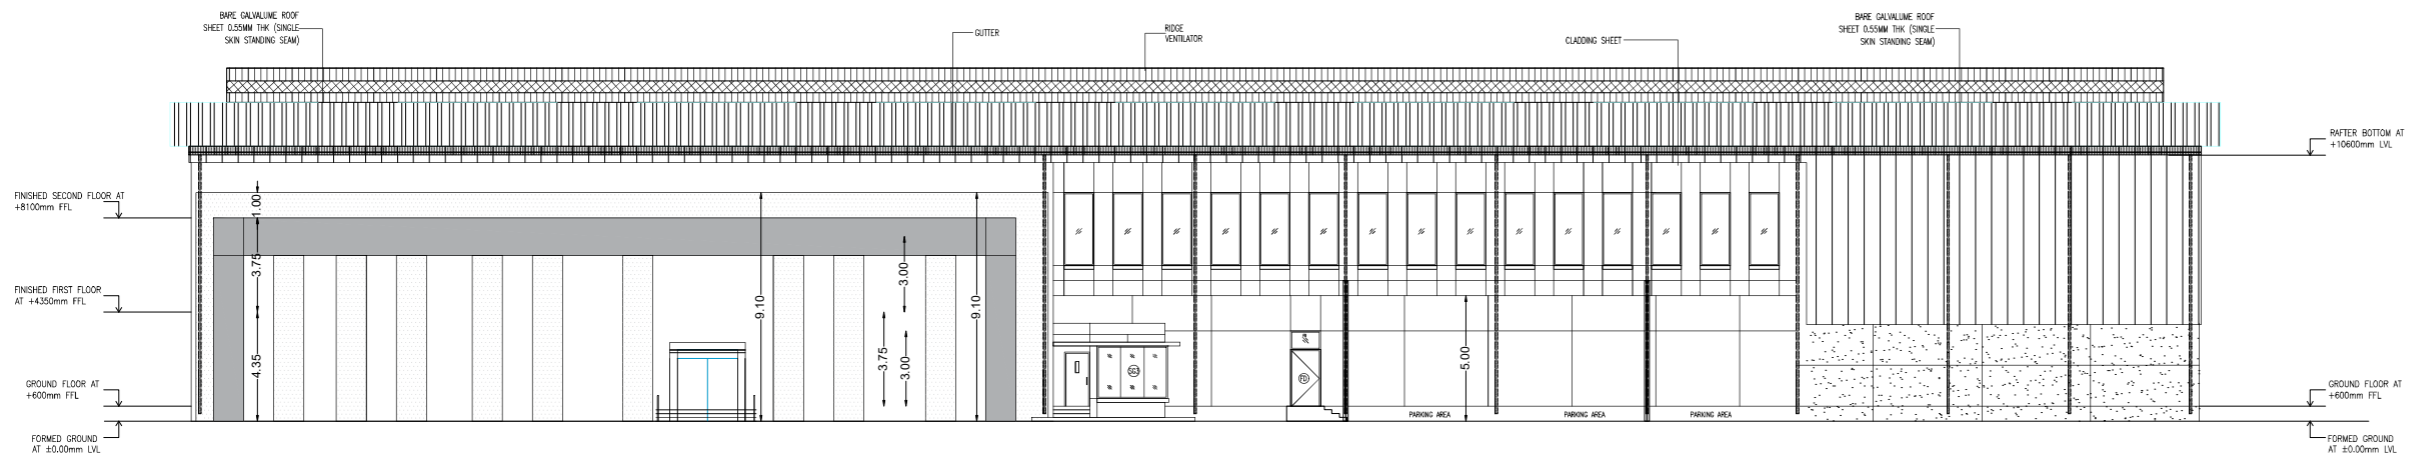 BARE GALVALUME ROOF
SHEET 0.55MM THK (SINGLE
SKIN STANDING SEAM)
GUTTER
RIDGE
VENTILATOR
CLADDING SHEET
BARE GALVALUME ROOF
SHEET 0.55MM THK (SINGLE
SKIN STANDING SEAM)
RAFTER BOTTOM AT
+10600mm LVL
FINISHED SECOND FLOOR AT
+8100mm FFL
FINISHED FIRST FLOOR
AT +4350mm FFL
GROUND FLOOR AT
+600mm FFL
FORMED GROUND
AT ±0.00mm LVL
1.00
3.75
4.35
9.10
3.00
3.75
3.00
9.10
SG3
FD
5.00
PARKING AREA
PARKING AREA
PARKING AREA
GROUND FLOOR AT
+600mm FFL
FORMED GROUND
AT ±0.00mm LVL